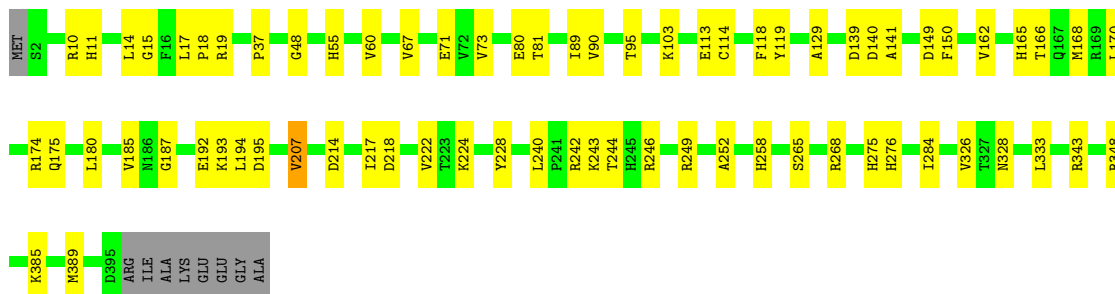 MET S2 R10 H11 L14 G15 F16 L17 P18 R19 P37 G48 H55 V60 V67 E71 V72 V73 E80 T81 I89 V90 T95 K103 E113 C114 F118 Y119 A129 D139 D140 A141 D149 F150 V162 H165 T166 Q167 M168 R169 L170
R174 Q175 L180 V185 N186 G187 E192 K193 L194 D195 V207 D214 I217 D218 V222 T223 K224 Y228 L240 P241 R242 K243 T244 H245 R246 R249 A252 H258 S265 R268 H275 H276 I284 V326 T327 N328 L333 R343
K385 M389 D395 ARG ILE ALA LYS GLU GLU GLY ALA